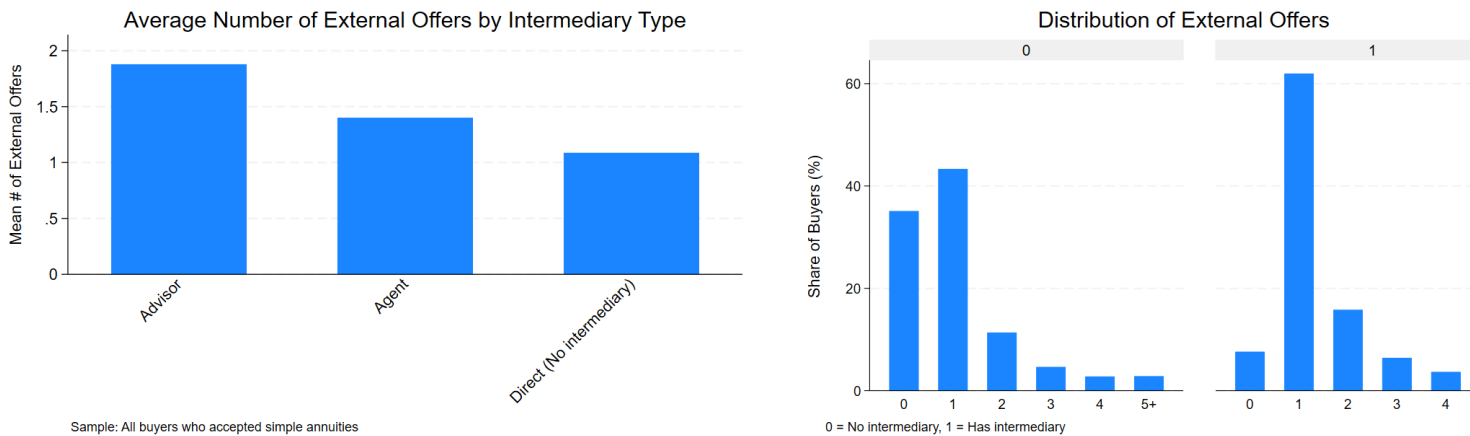 Average Number of External Offers by Intermediary Type
Mean # of External Offers
2
1.5
1
.5
0
Advisor
Agent
Direct (No intermediary)
Sample: All buyers who accepted simple annuities
Distribution of External Offers
0
1
Share of Buyers (%)
60
40
20
0
0 1 2 3 4 5+
0 1 2 3 4
0 = No intermediary, 1 = Has intermediary